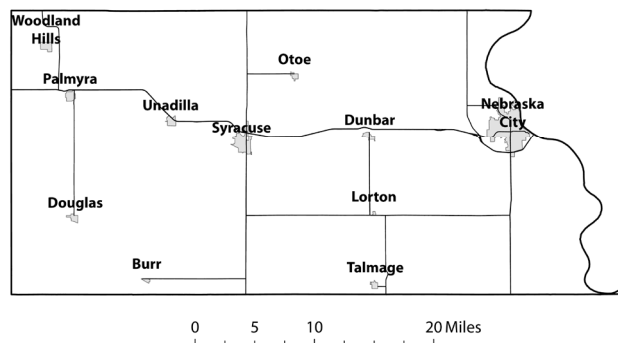 Woodland
Hills
Otoe
Palmyra
Unadilla
Nebraska
City
Syracuse
Dunbar
Douglas
Lorton
Burr
Talmage
0 5 10 20 Miles